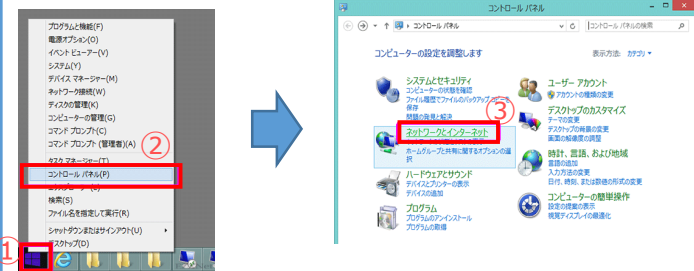 プログラムと機能(F)
電源オプション(O)
イベント ビューアー(V)
システム(Y)
デバイス マネージャー(M)
ネットワーク接続(W)
ディスクの管理(K)
コンピューターの管理(G)
コマンド プロンプト(C)
コマンド プロンプト (管理者)(A)
②
タスク マネージャー(T)
コントロール パネル(P)
エクスプローラー(E)
検索(S)
ファイル名を指定して実行(R)
シャットダウンまたはサインアウト(U)
デスクトップ(D)
①
コントロール パネル
コントロール パネル
コントロール パネルの検索
コンピューターの設定を調整します
表示方法: カテゴリ
システムとセキュリティ
コンピューターの状態を確認
ファイル履歴でファイルのバックアップ コピーを
保存
問題の発見と解決
③
ネットワークとインターネット
ホームグループと共有に関するオプションの選
択
ハードウェアとサウンド
デバイスとプリンターの表示
デバイスの追加
プログラム
プログラムのアンインストール
プログラムの取得
ユーザー アカウント
アカウントの種類の変更
デスクトップのカスタマイズ
テーマの変更
デスクトップの背景の変更
画面の解像度の調整
時計、言語、および地域
言語の追加
入力方法の変更
日付、時刻、または数値の形式の変更
コンピューターの簡単操作
設定の提案の表示
視覚ディスプレイの最適化